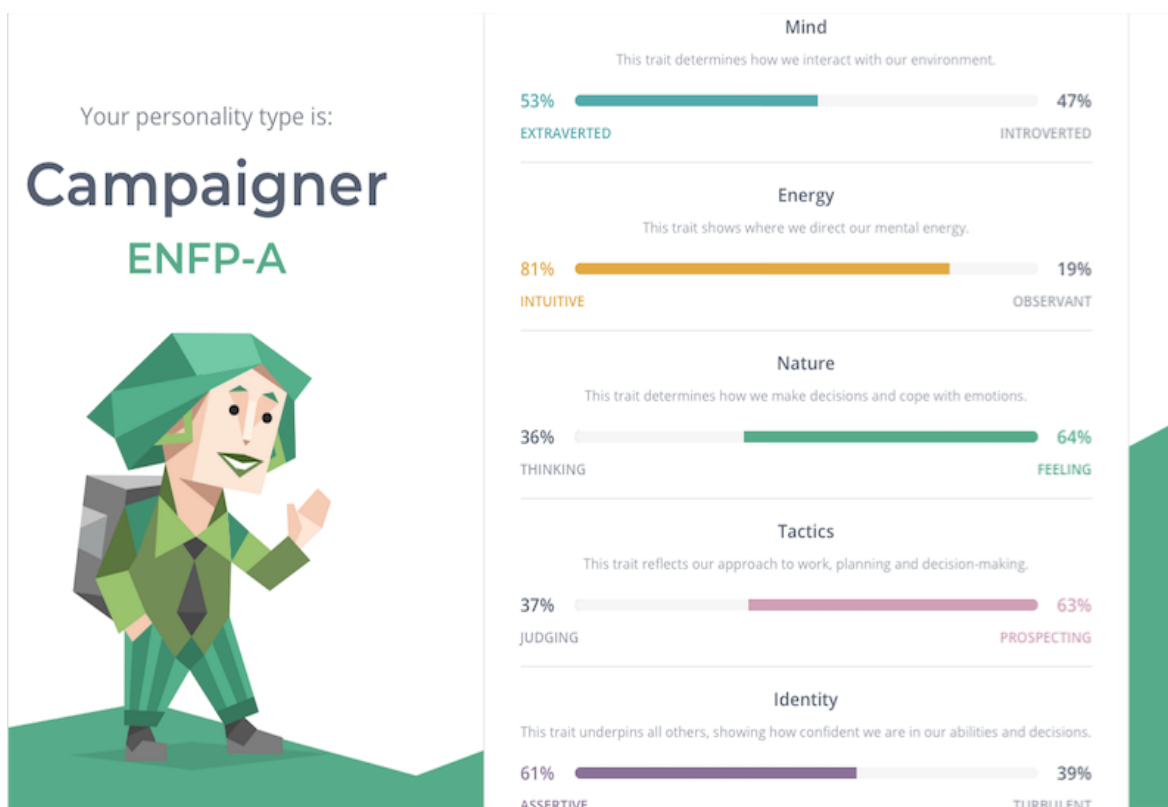 Your personality type is:
Campaigner
ENFP-A
Mind
This trait determines how we interact with our environment.
53% 47%
EXTRAVERTED INTROVERTED
Energy
This trait shows where we direct our mental energy.
81% 19%
INTUITIVE OBSERVANT
Nature
This trait determines how we make decisions and cope with emotions.
36% 64%
THINKING FEELING
Tactics
This trait reflects our approach to work, planning and decision-making.
37% 63%
JUDGING PROSPECTING
Identity
This trait underpins all others, showing how confident we are in our abilities and decisions.
61% 39%
ASSERTIVE TURBULENT